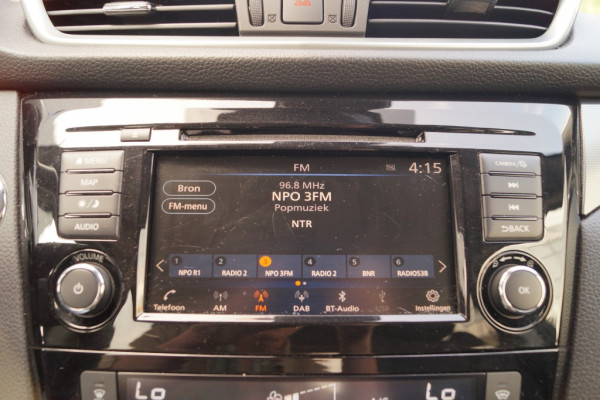 FM
4:15
MENU
CAMERA
Bron
96.8 MHz
NPO 3FM
MAP
FM-menu
Popmuziek
NTR
AUDIO
BACK
1 2 3 4 5 6
NPO R1 RADIO 2 NPO 3FM RADIO 2 BNR RADIO538
VOLUME
OK
Telefoon AM FM DAB BT-Audio USB Instellingen
Lo Lo